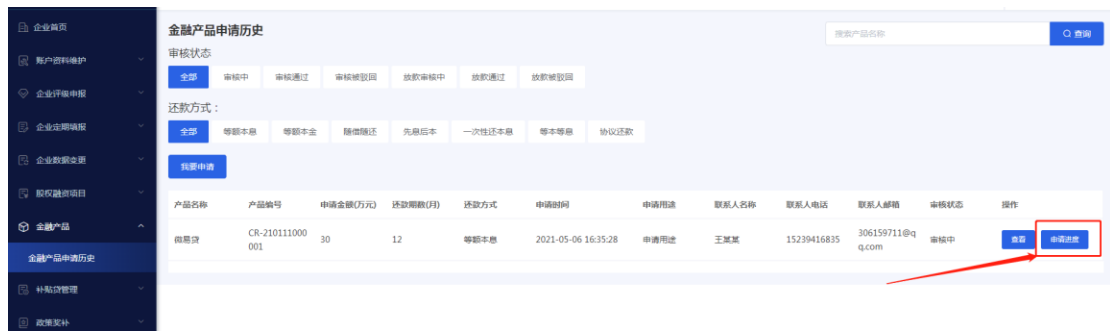 企业首页
账户资料维护
企业评级申报
企业定期填报
企业数据变更
股权融资项目
金融产品
金融产品申请历史
补贴贷管理
政策奖补
金融产品申请历史
搜索产品名称
查询
审核状态
全部 审核中 审核通过 审核被驳回 放款审核中 放款通过 放款被驳回
还款方式：
全部 等额本息 等额本金 随借随还 先息后本 一次性还本息 等本等息 协议还款
我要申请
产品名称 产品编号 申请金额(万元) 还款期数(月) 还款方式 申请时间 申请用途 联系人名称 联系人电话 联系人邮箱 审核状态 操作
微易贷 CR-210111000 30 12 等额本息 2021-05-06 16:35:28 申请用途 王某某 15239416835 306159711@q 审核中 查看 申请进度
001 q.com